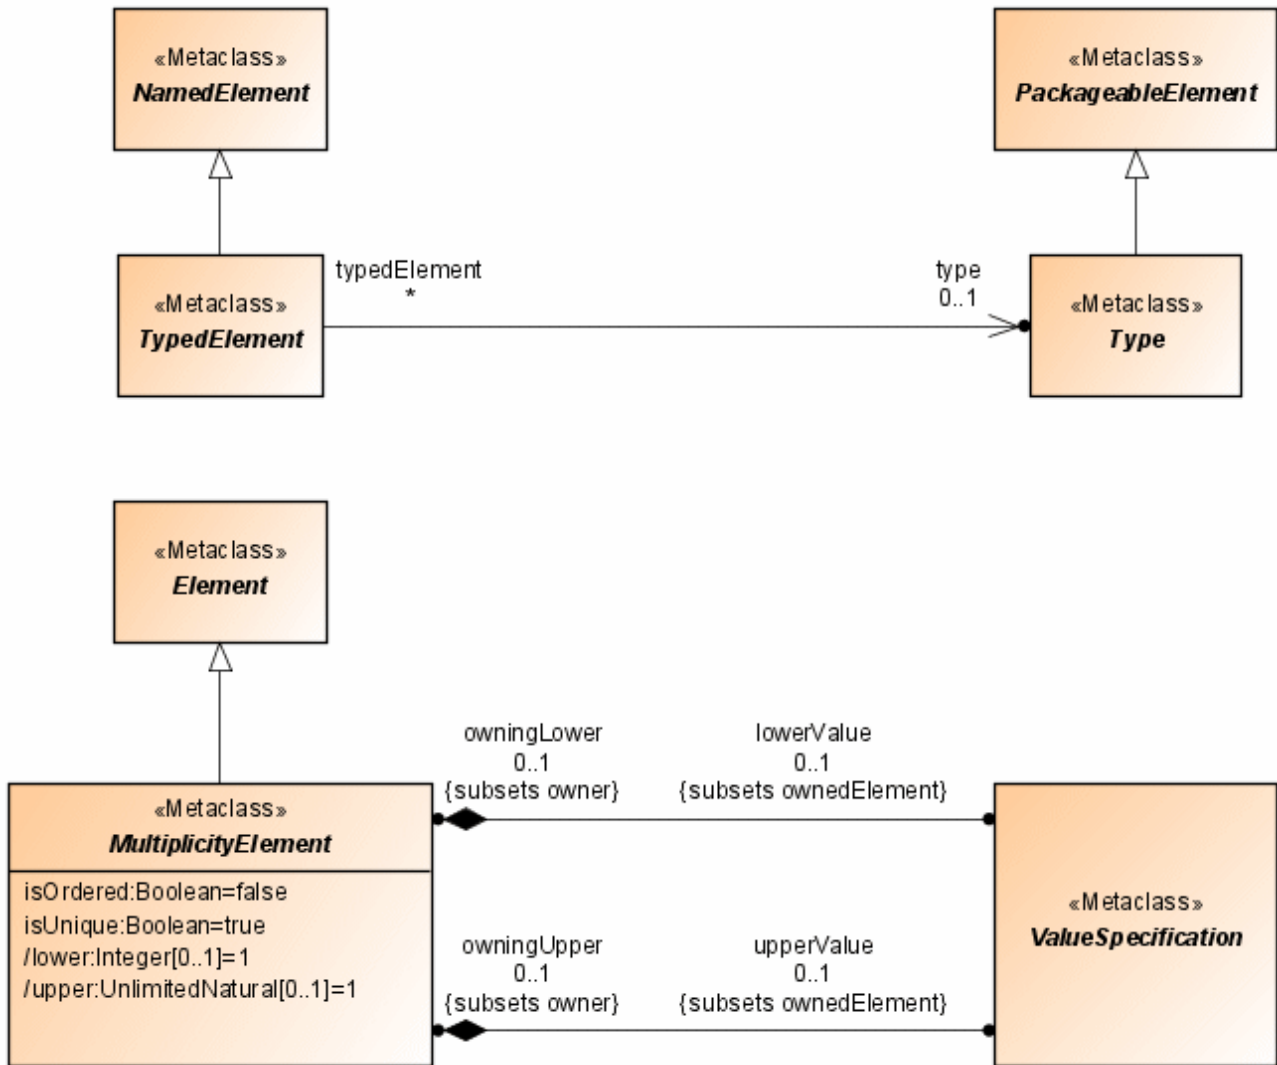 «Metaclass»
NamedElement
«Metaclass»
PackageableElement
«Metaclass»
TypedElement
typedElement
*
type
0..1
«Metaclass»
Type
«Metaclass»
Element
«Metaclass»
MultiplicityElement
isOrdered:Boolean=false
isUnique:Boolean=true
/lower:Integer[0..1]=1
/upper:UnlimitedNatural[0..1]=1
owningLower
0..1
{subsets owner}
lowerValue
0..1
{subsets ownedElement}
owningUpper
0..1
{subsets owner}
upperValue
0..1
{subsets ownedElement}
«Metaclass»
ValueSpecification